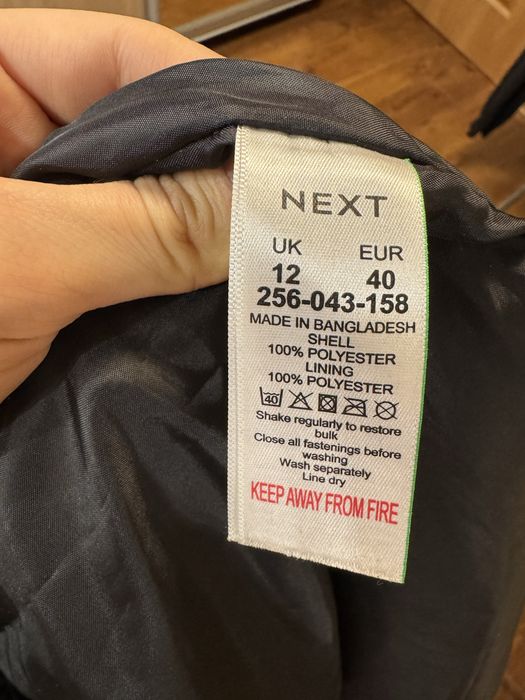 NEXT
UK EUR
12 40
256-043-158
MADE IN BANGLADESH
SHELL
100% POLYESTER
LINING
100% POLYESTER
40
Shake regularly to restore
bulk
Close all fastenings before
washing
Wash separately
Line dry
KEEP AWAY FROM FIRE